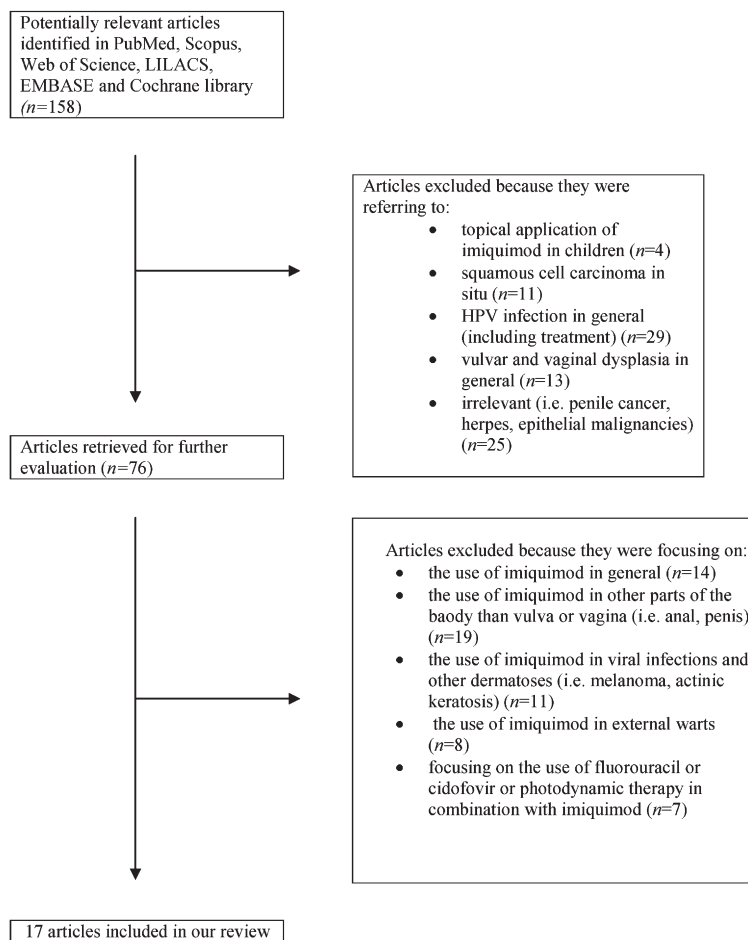 Potentially relevant articles
identified in PubMed, Scopus,
Web of Science, LILACS,
EMBASE and Cochrane library
(n=158)
Articles excluded because they were
referring to:
• topical application of
imiquimod in children (n=4)
• squamous cell carcinoma in
situ (n=11)
• HPV infection in general
(including treatment) (n=29)
• vulvar and vaginal dysplasia in
general (n=13)
• irrelevant (i.e. penile cancer,
herpes, epithelial malignancies)
(n=25)
Articles retrieved for further
evaluation (n=76)
Articles excluded because they were focusing on:
• the use of imiquimod in general (n=14)
• the use of imiquimod in other parts of the
baody than vulva or vagina (i.e. anal, penis)
(n=19)
• the use of imiquimod in viral infections and
other dermatoses (i.e. melanoma, actinic
keratosis) (n=11)
• the use of imiquimod in external warts
(n=8)
• focusing on the use of fluorouracil or
cidofovir or photodynamic therapy in
combination with imiquimod (n=7)
17 articles included in our review